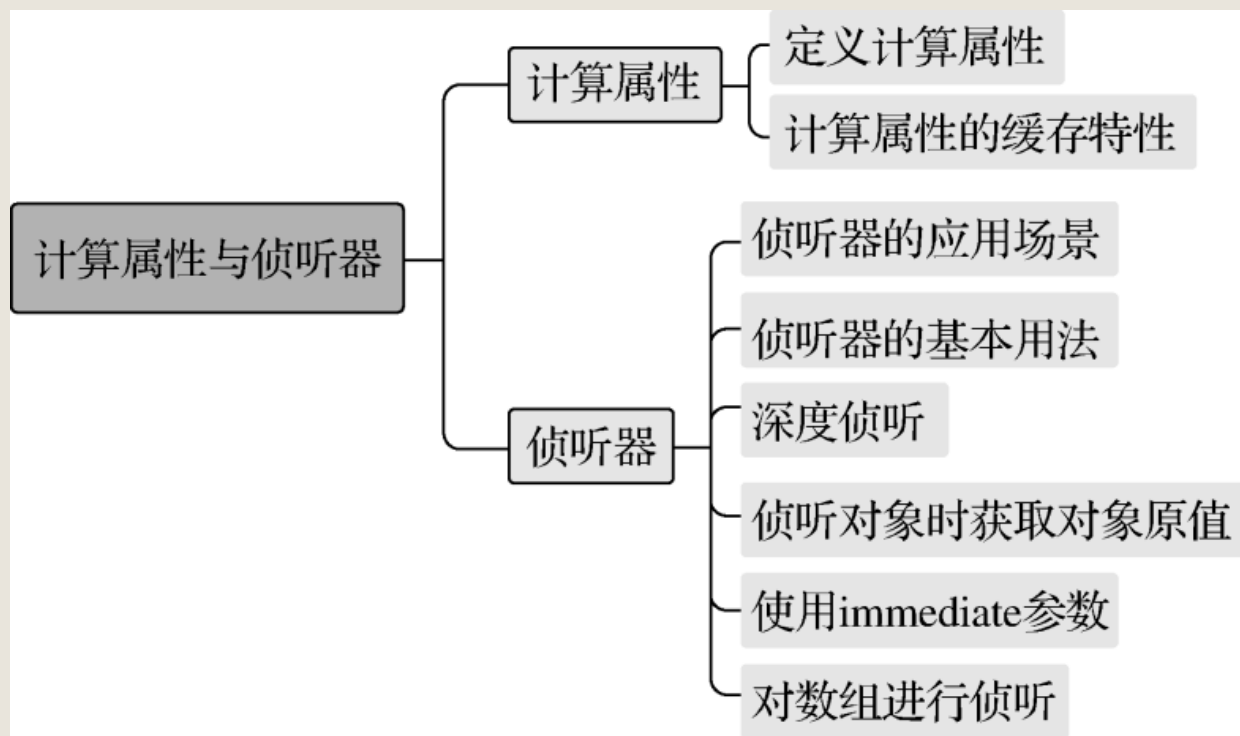 计算属性与侦听器
计算属性
定义计算属性
计算属性的缓存特性
侦听器
侦听器的应用场景
侦听器的基本用法
深度侦听
侦听对象时获取对象原值
使用immediate参数
对数组进行侦听